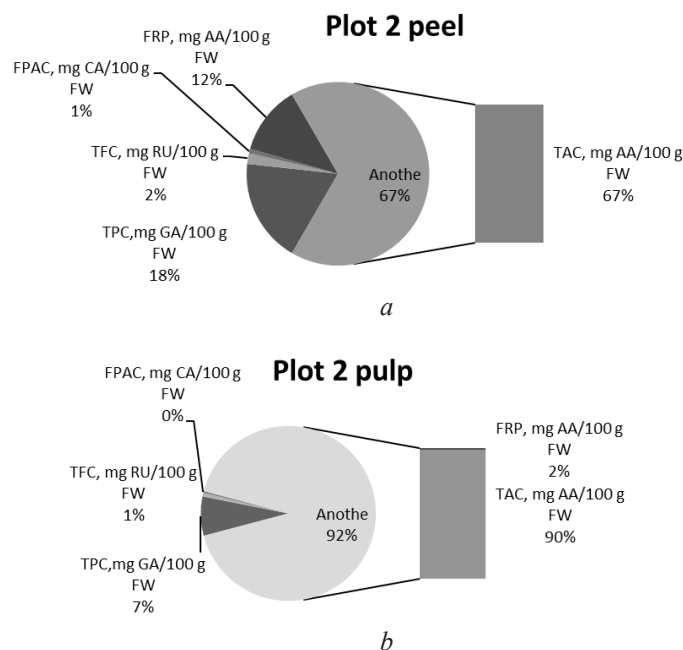 Plot 2 peel
FRP, mg AA/100 g
FW
12%
FPAC, mg CA/100 g
FW
1%
TFC, mg RU/100 g
FW
2%
TPC,mg GA/100 g
FW
18%
Anothe
67%
TAC, mg AA/100 g
FW
67%
a
Plot 2 pulp
FPAC, mg CA/100 g
FW
0%
TFC, mg RU/100 g
FW
1%
TPC,mg GA/100 g
FW
7%
Anothe
92%
FRP, mg AA/100 g
FW
2%
TAC, mg AA/100 g
FW
90%
b